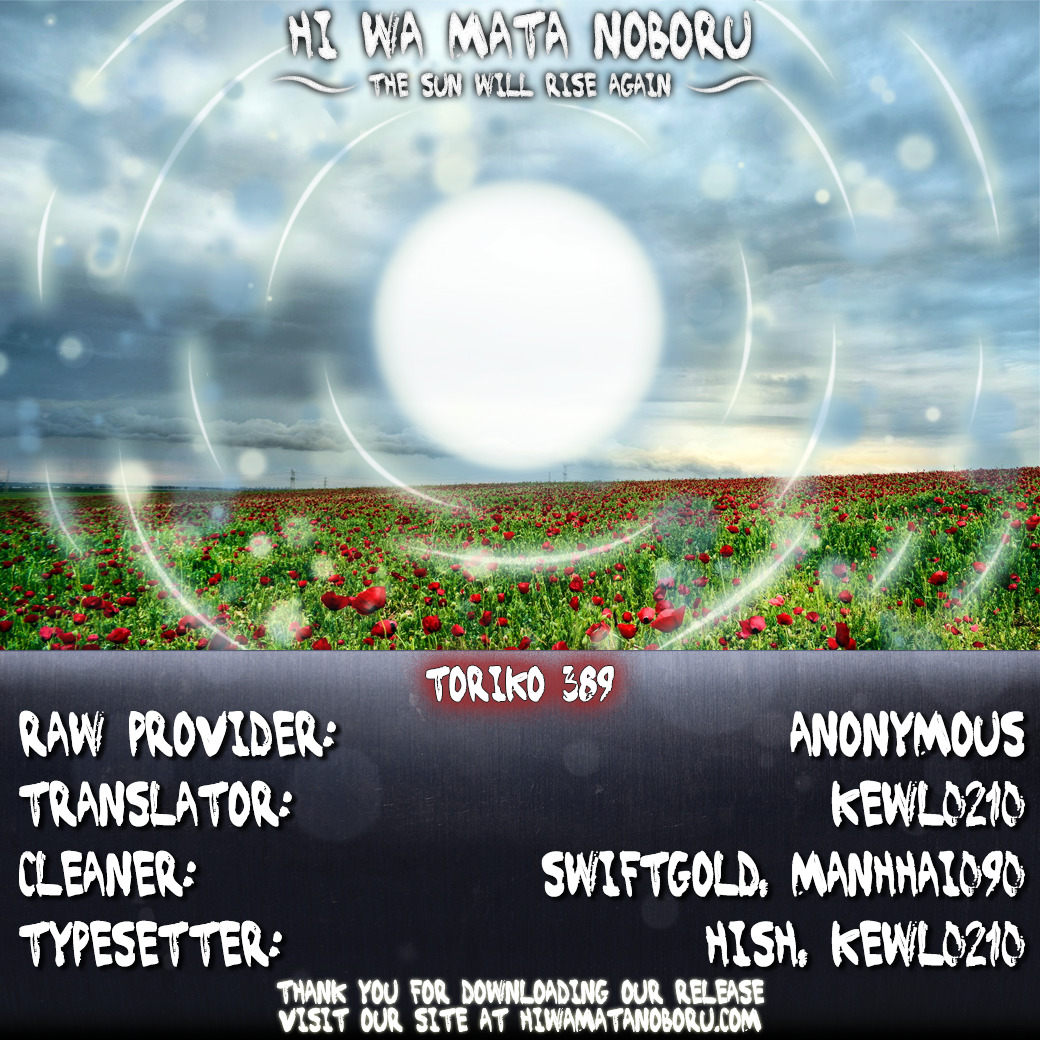 HI WA MATA NOBORU
THE SUN WILL RISE AGAIN
TORIKO 389
RAW PROVIDER: ANONYMOUS
TRANSLATOR: KEWL0210
CLEANER: SWIFTGOLD, MANHHAI090
TYPESETTER: HISH, KEWL0210
THANK YOU FOR DOWNLOADING OUR RELEASE
VISIT OUR SITE AT HIWAMATANOBORU.COM